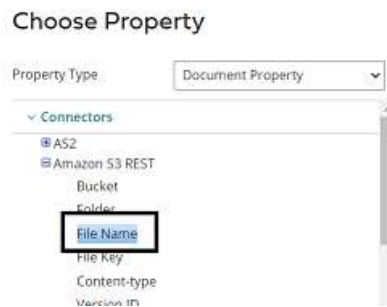 Choose Property
Property Type Document Property
Connectors
AS2
Amazon S3 REST
Bucket
Folder
File Name
File Key
Content-type
Version ID